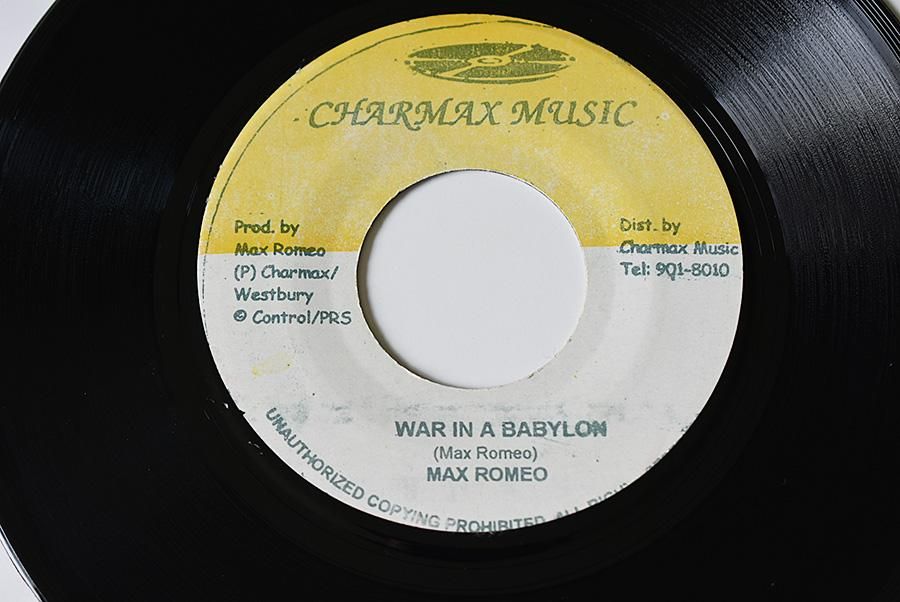 CHARMAX MUSIC
Prod. by
Max Romeo
(P) Charmax/
Westbury
© Control/PRS
Dist. by
Charmax Music
Tel: 901-8010
WAR IN A BABYLON
(Max Romeo)
MAX ROMEO
UNAUTHORIZED COPYING PROHIBITED ALL